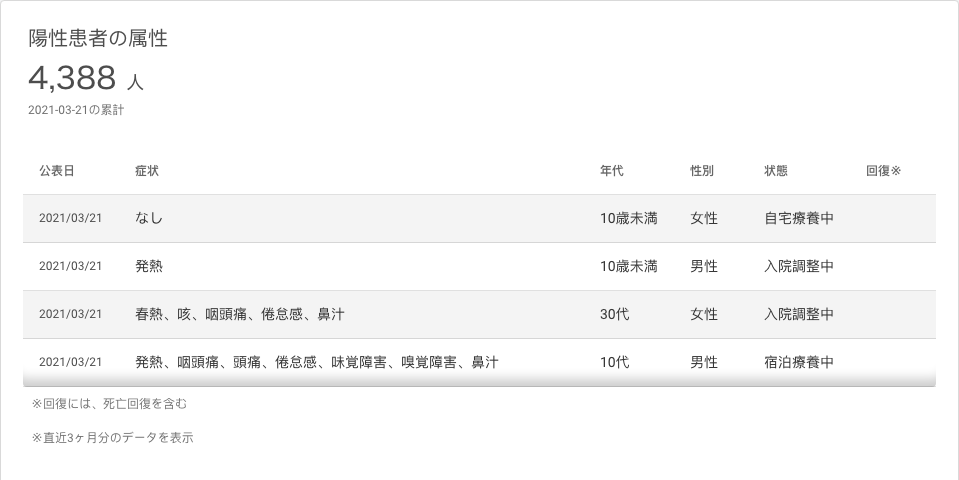 陽性患者の属性
4,388 人
2021-03-21の累計
公表日 症状 年代 性別 状態 回復※
2021/03/21 なし 10歳未満 女性 自宅療養中
2021/03/21 発熱 10歳未満 男性 入院調整中
2021/03/21 春熱、咳、咽頭痛、倦怠感、鼻汁 30代 女性 入院調整中
2021/03/21 発熱、咽頭痛、頭痛、倦怠感、味覚障害、嗅覚障害、鼻汁 10代 男性 宿泊療養中
※回復には、死亡回復を含む
※直近3ヶ月分のデータを表示